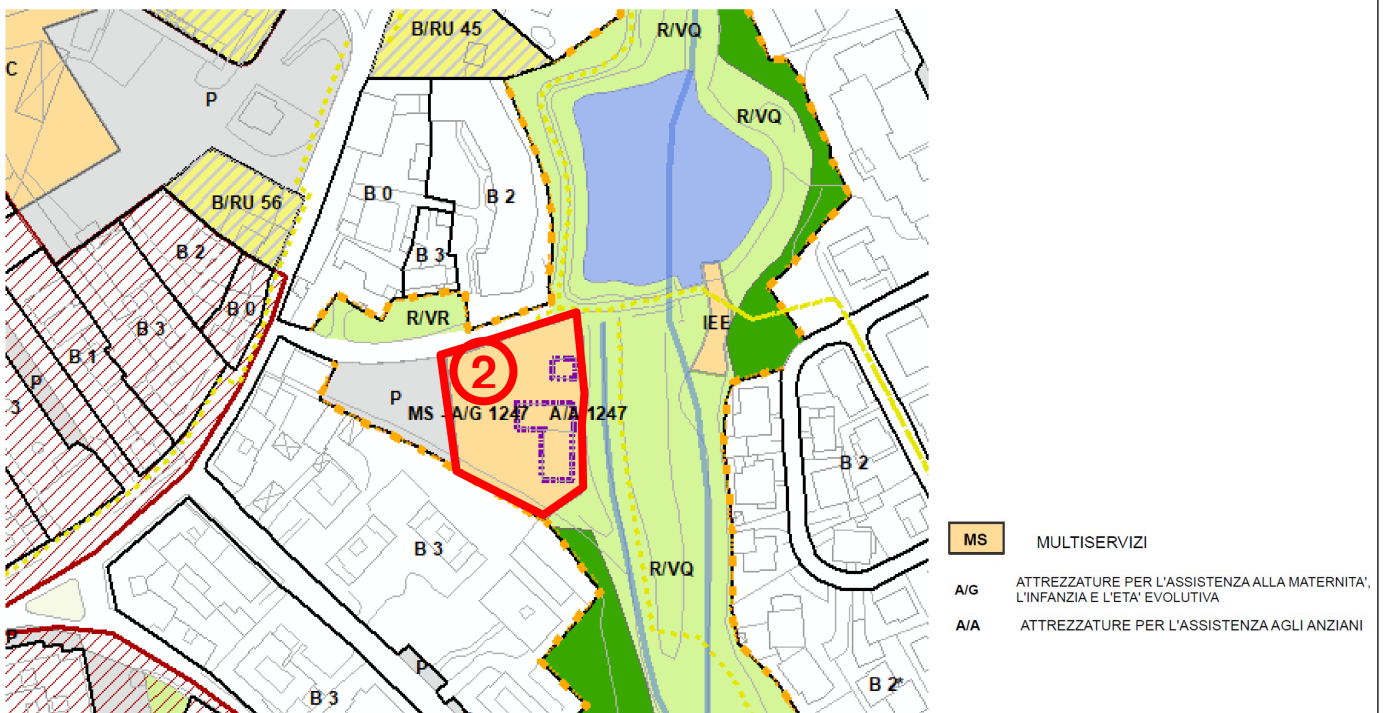 B/RU 45
R/VQ
C
P
R/VQ
B/RU 56
B 0
B 2
B 2
B 3
B 0
R/VR
IEE
B 3
B 1
2
P
P
MS - A/G 1247 A/A 1247
3
B 2
B 3
R/VQ
P
P
B 3
B 2*
MS MULTISERVIZI
A/G ATTREZZATURE PER L'ASSISTENZA ALLA MATERNITA',
L'INFANZIA E L'ETA' EVOLUTIVA
A/A ATTREZZATURE PER L'ASSISTENZA AGLI ANZIANI